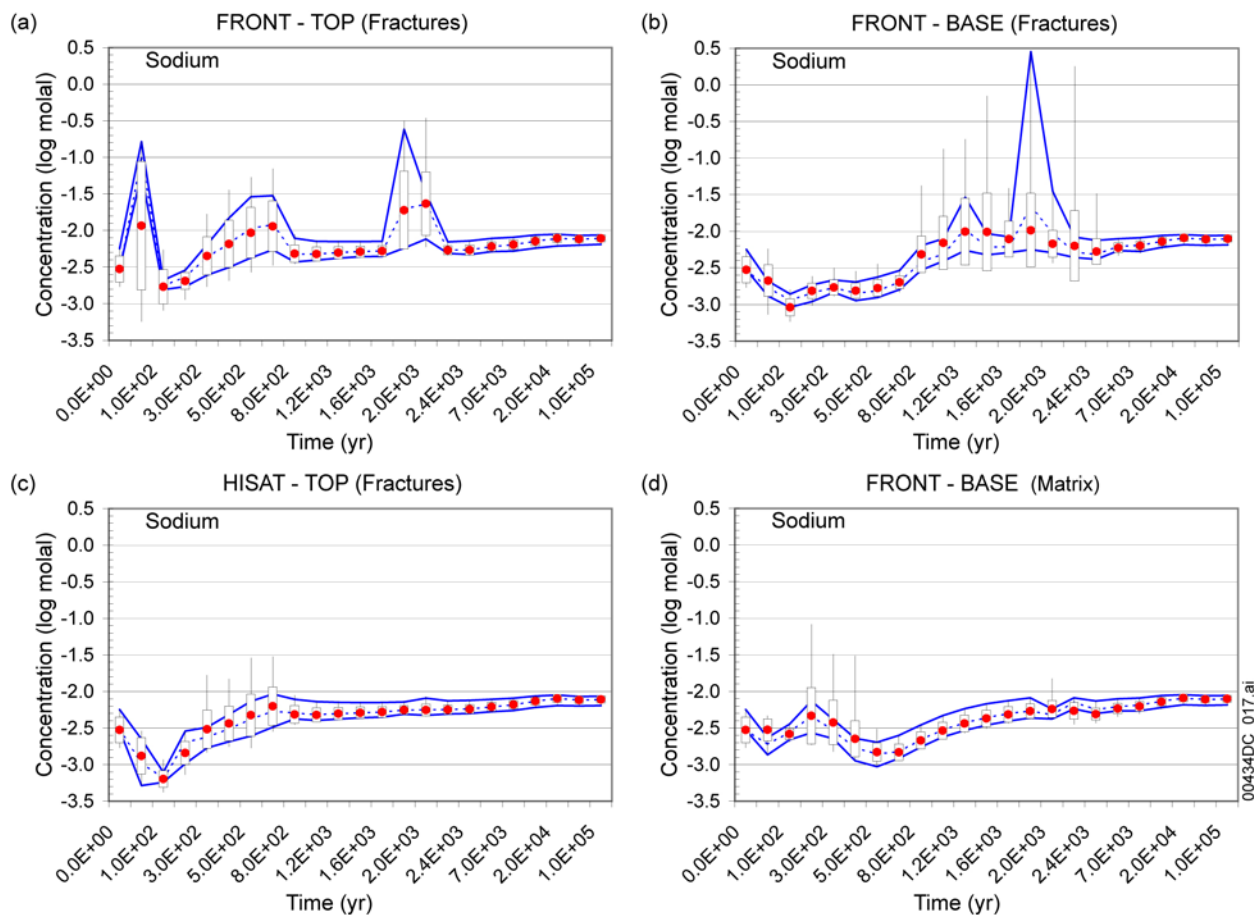 (a) FRONT - TOP (Fractures)
Sodium
Concentration (log molal)
0.5
0.0
-0.5
-1.0
-1.5
-2.0
-2.5
-3.0
-3.5
0.0E+00 1.0E+02 3.0E+02 5.0E+02 8.0E+02 1.2E+03 1.6E+03 2.0E+03 2.4E+03 7.0E+03 2.0E+04 1.0E+05
Time (yr)
(b) FRONT - BASE (Fractures)
Sodium
Concentration (log molal)
0.5
0.0
-0.5
-1.0
-1.5
-2.0
-2.5
-3.0
-3.5
0.0E+00 1.0E+02 3.0E+02 5.0E+02 8.0E+02 1.2E+03 1.6E+03 2.0E+03 2.4E+03 7.0E+03 2.0E+04 1.0E+05
Time (yr)
(c) HISAT - TOP (Fractures)
Sodium
Concentration (log molal)
0.5
0.0
-0.5
-1.0
-1.5
-2.0
-2.5
-3.0
-3.5
0.0E+00 1.0E+02 3.0E+02 5.0E+02 8.0E+02 1.2E+03 1.6E+03 2.0E+03 2.4E+03 7.0E+03 2.0E+04 1.0E+05
Time (yr)
(d) FRONT - BASE (Matrix)
Sodium
Concentration (log molal)
0.5
0.0
-0.5
-1.0
-1.5
-2.0
-2.5
-3.0
-3.5
0.0E+00 1.0E+02 3.0E+02 5.0E+02 8.0E+02 1.2E+03 1.6E+03 2.0E+03 2.4E+03 7.0E+03 2.0E+04 1.0E+05
Time (yr)
00434DC_017.ai